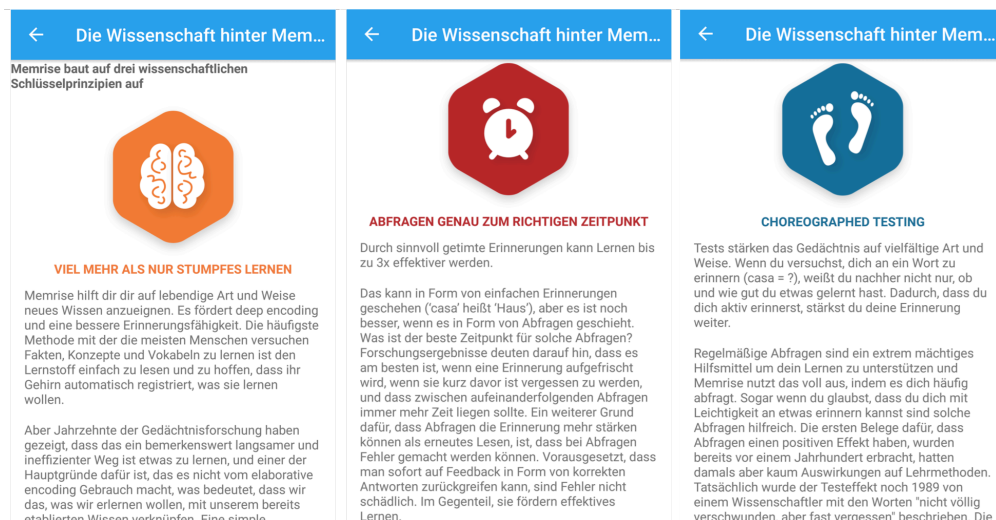 Die Wissenschaft hinter Mem...
Memrise baut auf drei wissenschaftlichen
Schlüsselprinzipien auf
VIEL MEHR ALS NUR STUMPFES LERNEN
Memrise hilft dir dir auf lebendige Art und Weise
neues Wissen anzueignen. Es fördert deep encoding
und eine bessere Erinnerungsfähigkeit. Die häufigste
Methode mit der die meisten Menschen versuchen
Fakten, Konzepte und Vokabeln zu lernen ist den
Lernstoff einfach zu lesen und zu hoffen, dass ihr
Gehirn automatisch registriert, was sie lernen
wollen.
Aber Jahrzehnte der Gedächtnisforschung haben
gezeigt, dass das ein bemerkenswert langsamer und
ineffizienter Weg ist etwas zu lernen, und einer der
Hauptgründe dafür ist, das es nicht vom elaborative
encoding Gebrauch macht, was bedeutet, dass wir
das, was wir erlernen wollen, mit unserem bereits
etablierten Wissen verknüpfen. Eine simple
Die Wissenschaft hinter Mem...
ABFRAGEN GENAU ZUM RICHTIGEN ZEITPUNKT
Durch sinnvoll getimte Erinnerungen kann Lernen bis
zu 3x effektiver werden.
Das kann in Form von einfachen Erinnerungen
geschehen ('casa' heißt 'Haus'), aber es ist noch
besser, wenn es in Form von Abfragen geschieht.
Was ist der beste Zeitpunkt für solche Abfragen?
Forschungsergebnisse deuten darauf hin, dass es
am besten ist, wenn eine Erinnerung aufgefrischt
wird, wenn sie kurz davor ist vergessen zu werden,
und dass zwischen aufeinanderfolgenden Abfragen
immer mehr Zeit liegen sollte. Ein weiterer Grund
dafür, dass Abfragen die Erinnerung mehr stärken
können als erneutes Lesen, ist, dass bei Abfragen
Fehler gemacht werden können. Vorausgesetzt, dass
man sofort auf Feedback in Form von korrekten
Antworten zurückgreifen kann, sind Fehler nicht
schädlich. Im Gegenteil, sie fördern effektives
Lernen.
Die Wissenschaft hinter Mem...
CHOREOGRAPHED TESTING
Tests stärken das Gedächtnis auf vielfältige Art und
Weise. Wenn du versuchst, dich an ein Wort zu
erinnern (casa = ?), weißt du nachher nicht nur, ob
und wie gut du etwas gelernt hast. Dadurch, dass du
dich aktiv erinnerst, stärkst du deine Erinnerung
weiter.
Regelmäßige Abfragen sind ein extrem mächtiges
Hilfsmittel um dein Lernen zu unterstützen und
Memrise nutzt das voll aus, indem es dich häufig
abfragt. Sogar wenn du glaubst, dass du dich mit
Leichtigkeit an etwas erinnern kannst sind solche
Abfragen hilfreich. Die ersten Belege dafür, dass
Abfragen einen positiven Effekt haben, wurden
bereits vor einem Jahrhundert erbracht, hatten
damals aber kaum Auswirkungen auf Lehrmethoden.
Tatsächlich wurde der Testeffekt noch 1989 von
einem Wissenschaftler mit den Worten "nicht völlig
verschwunden, aber fast vergessen" beschrieben. Die